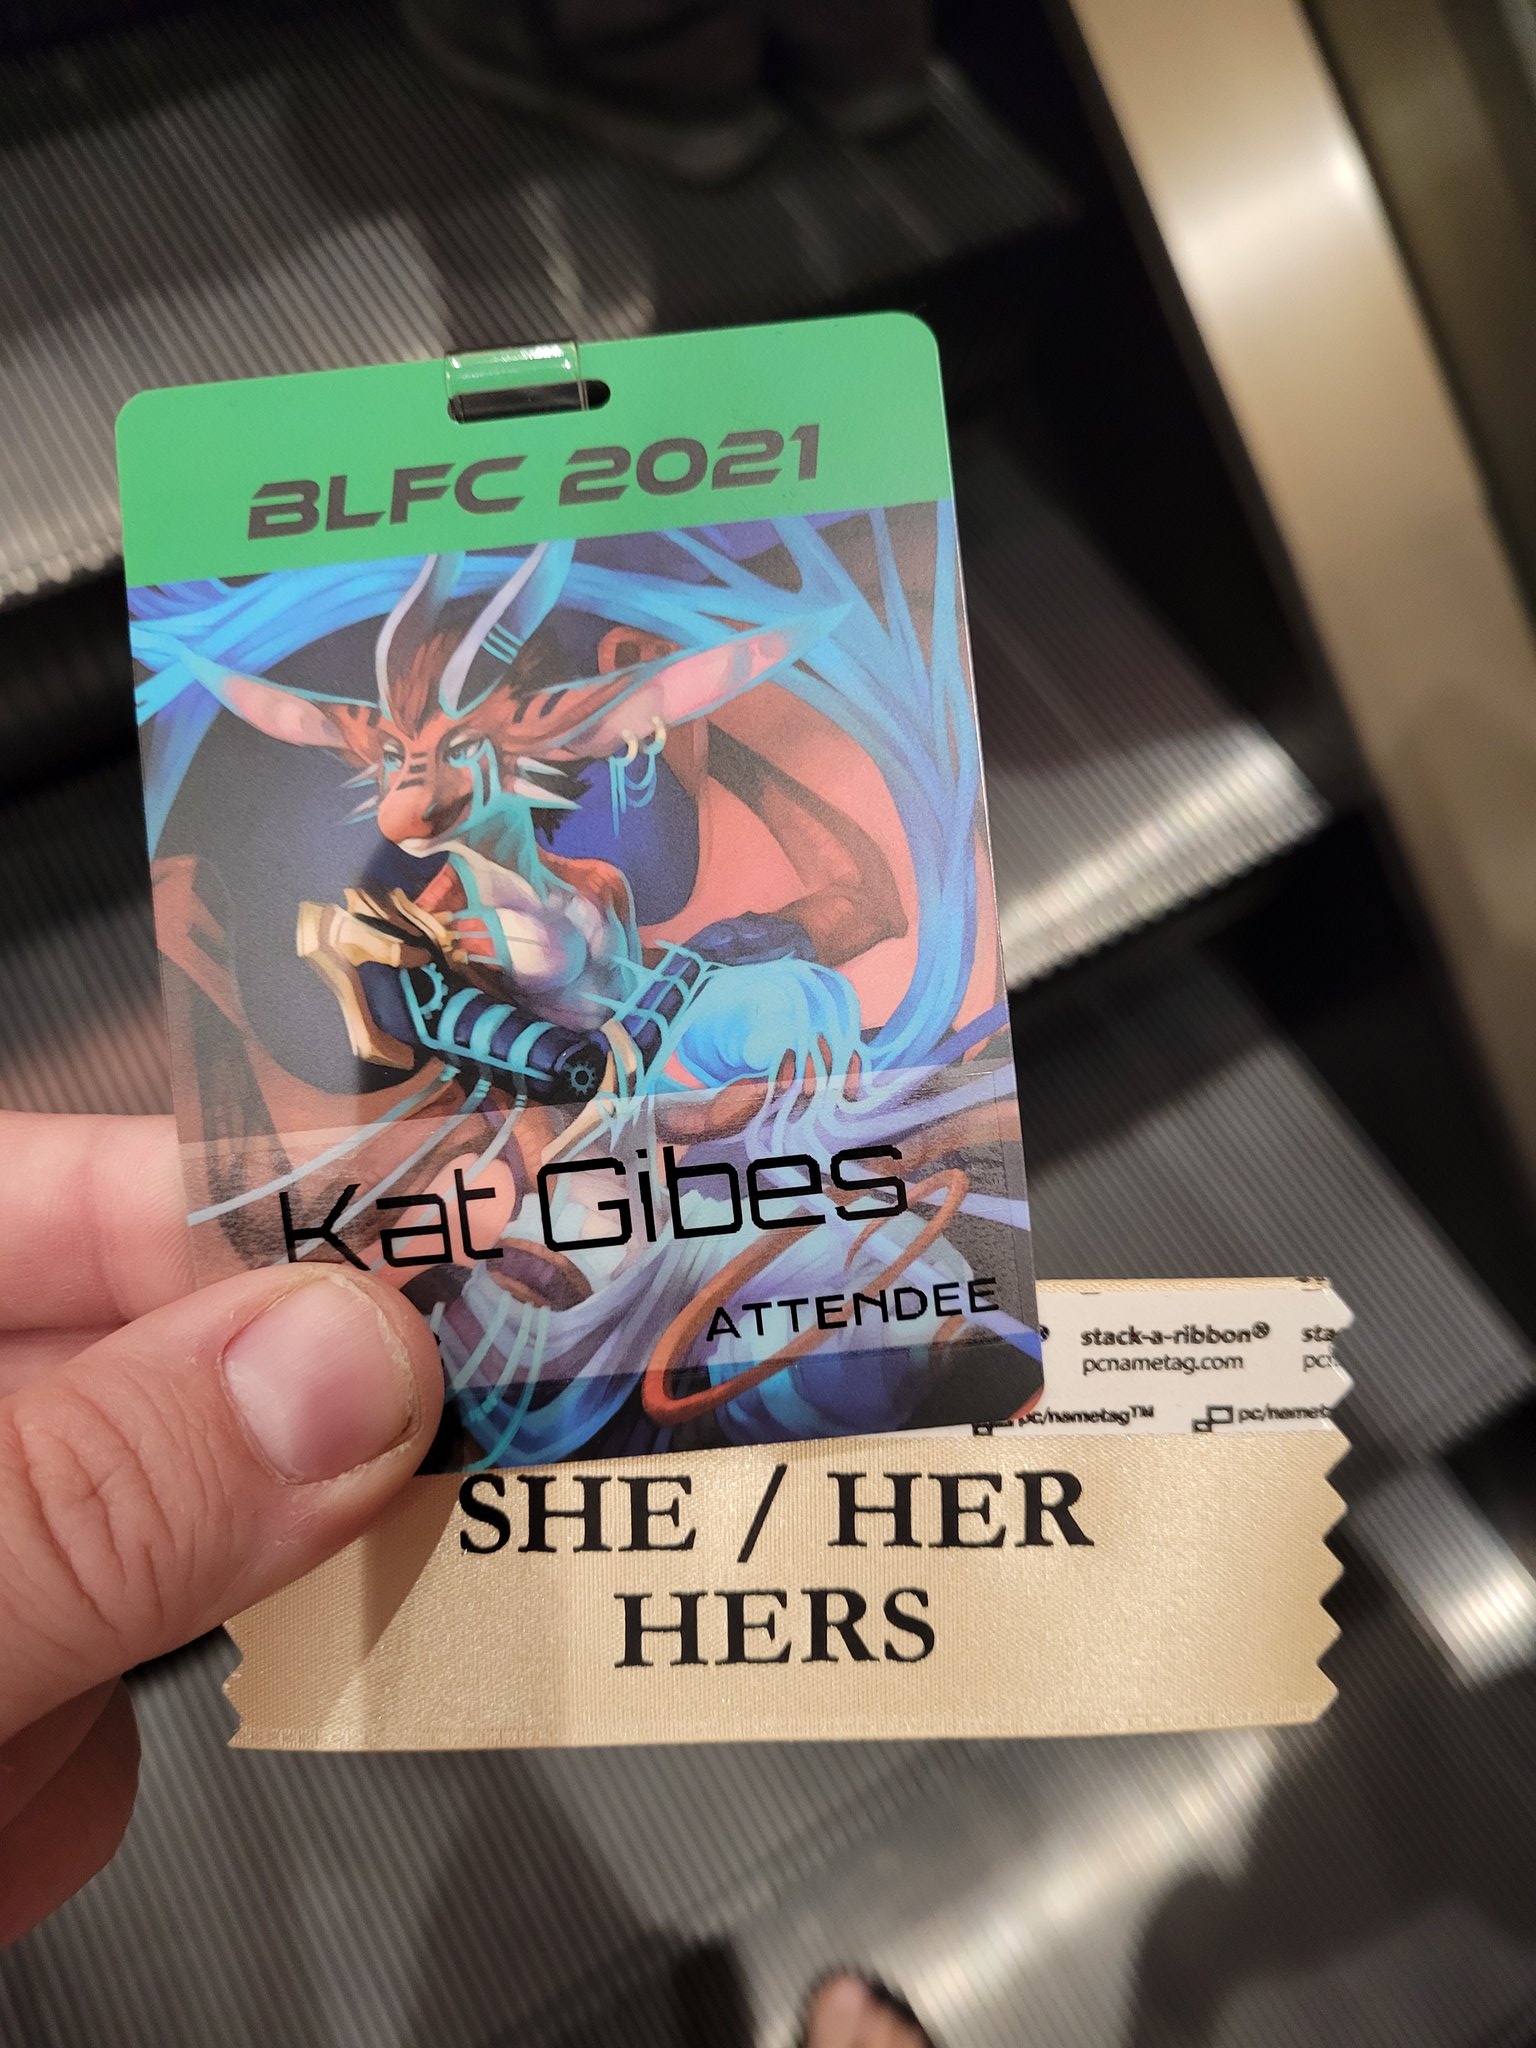 BLFC 2021
Kat Gibes
ATTENDEE
stack-a-ribbon®
pcnametag.com
pc/nametag™
SHE / HER
HERS